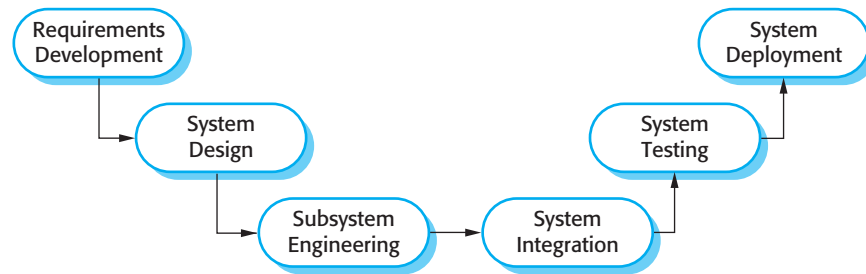 Requirements
Development
System
Design
Subsystem
Engineering
System
Integration
System
Testing
System
Deployment